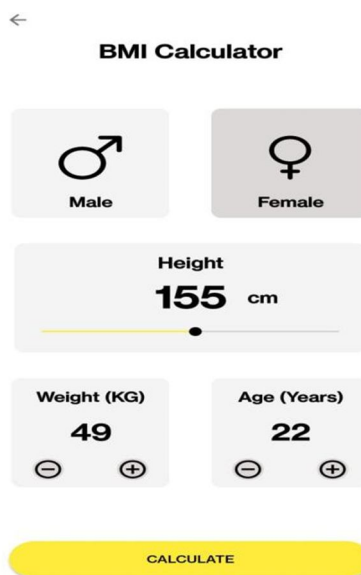 BMI Calculator
Male
Female
Height
155 cm
Weight (KG)
Age (Years)
49
22
CALCULATE